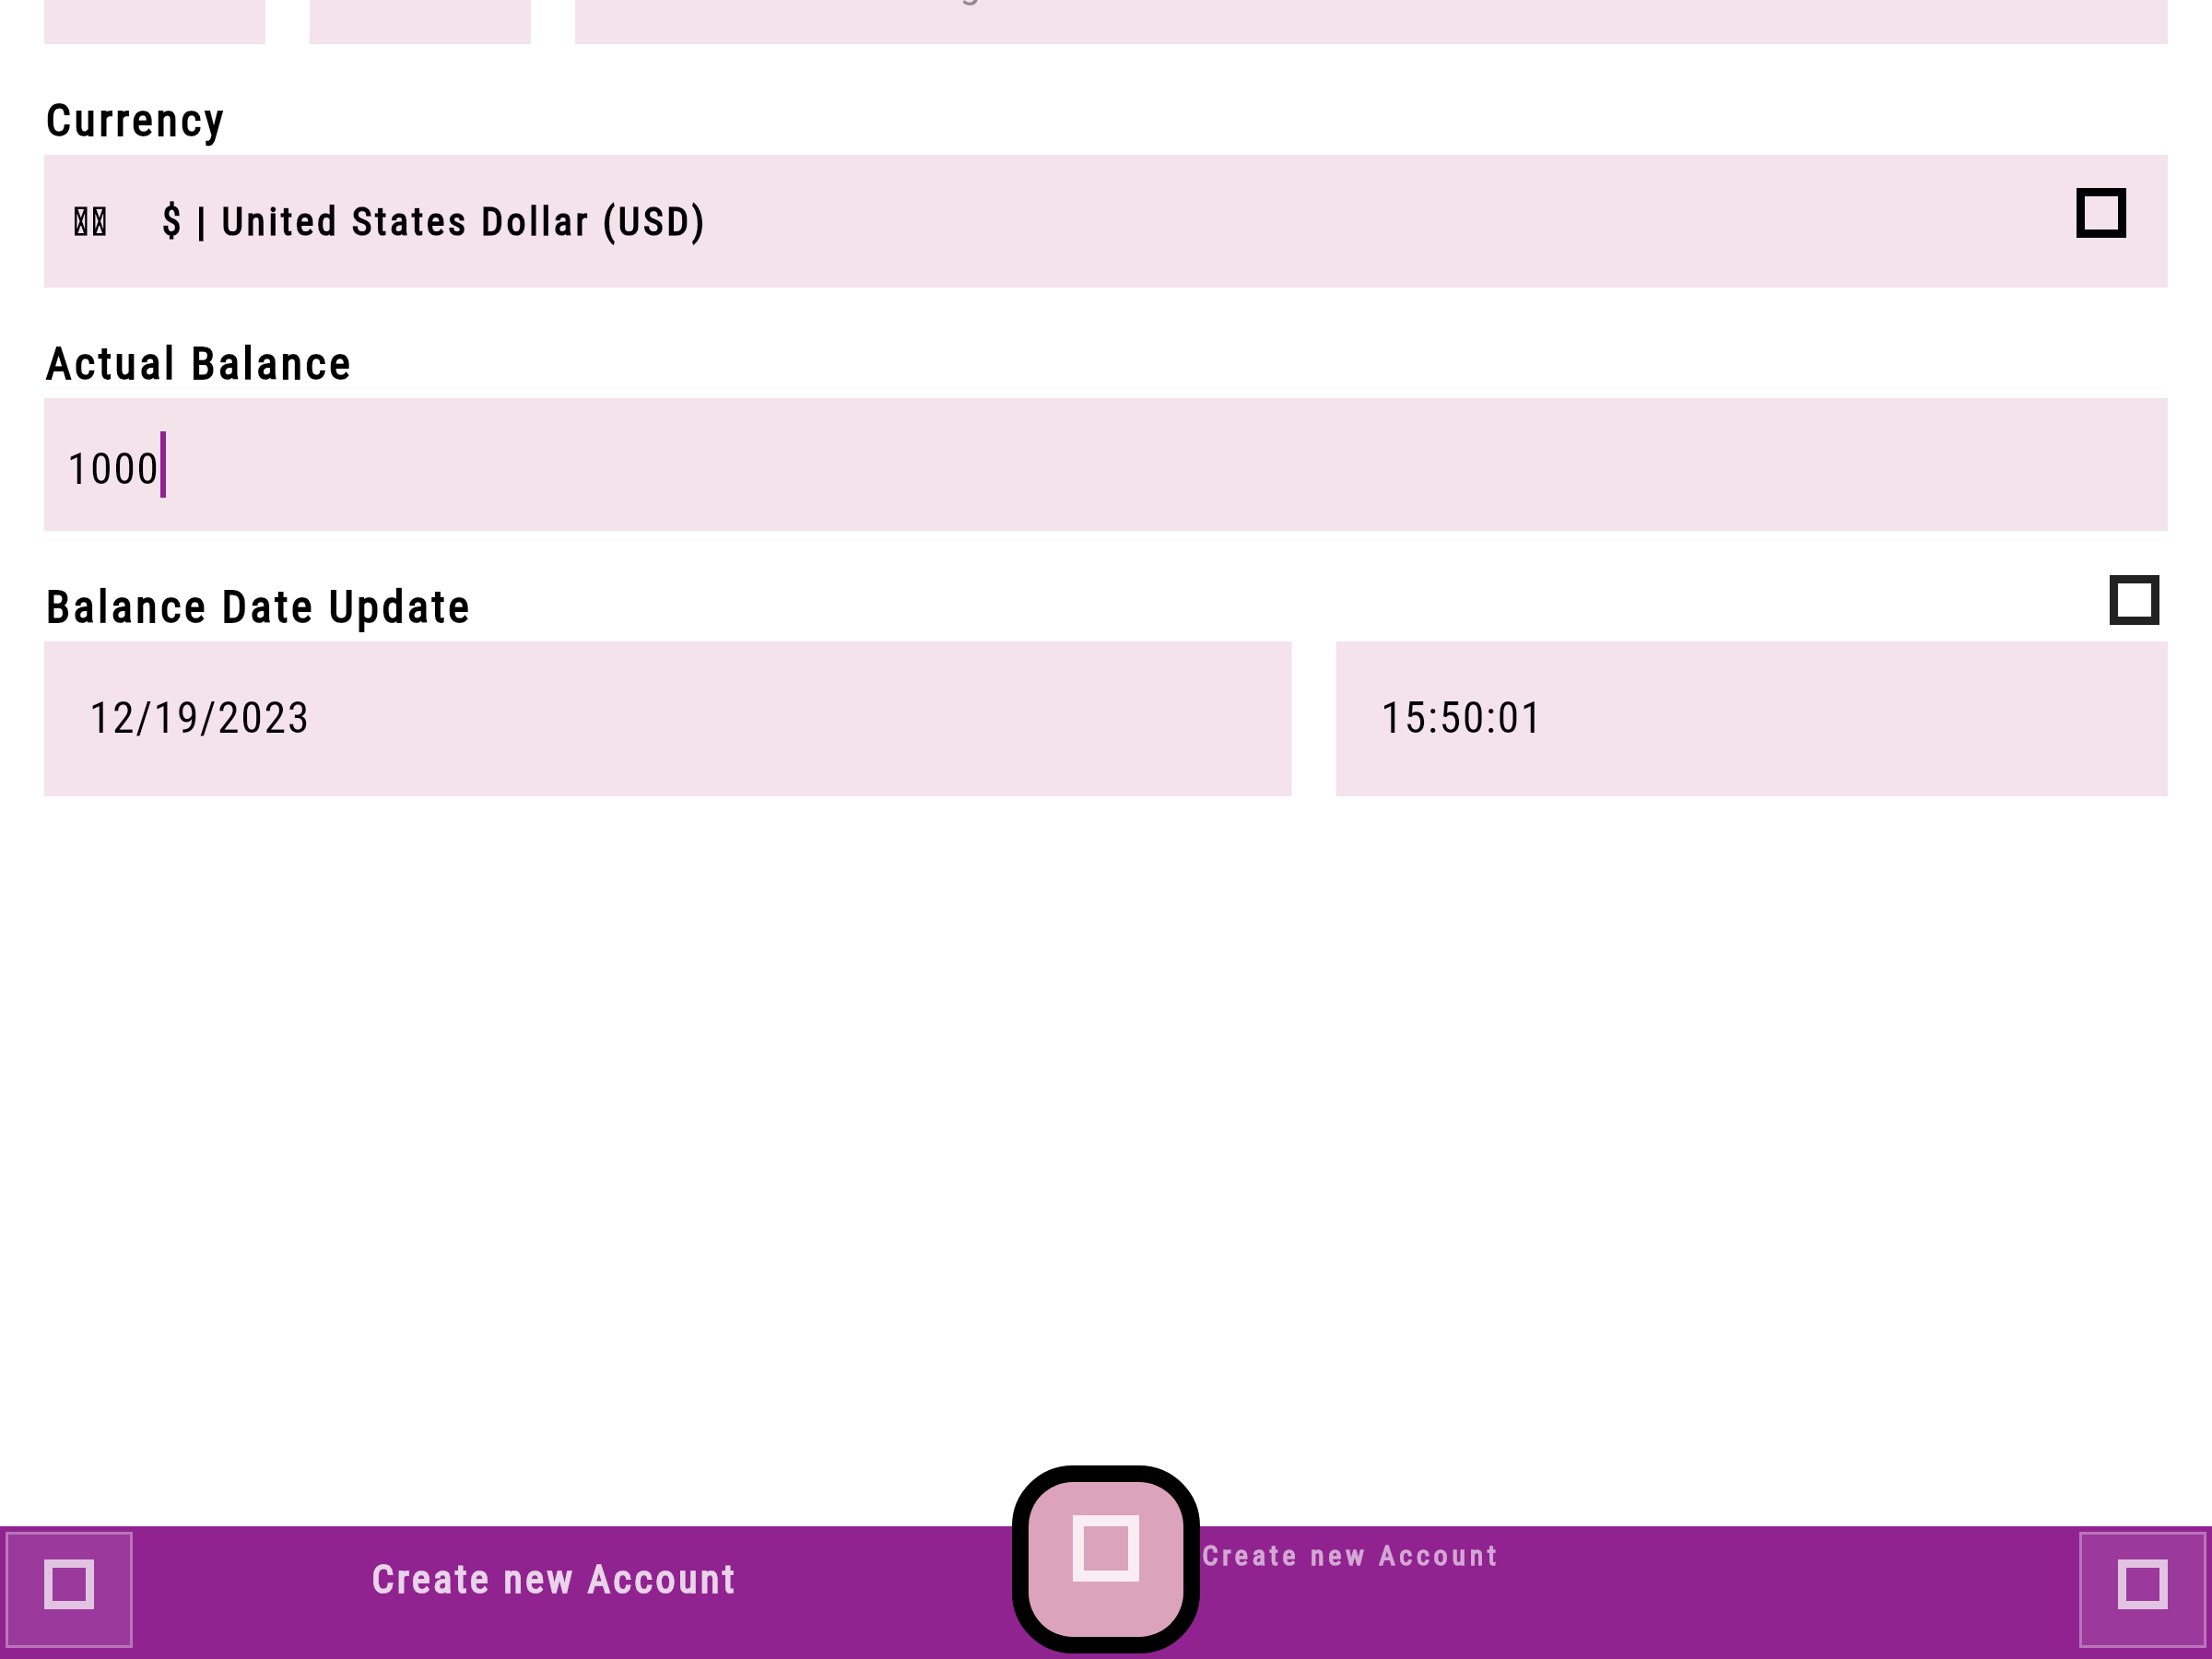 Currency
$ | United States Dollar (USD)
Actual Balance
1000
Balance Date Update
12/19/2023 15:50:01
Create new Account
Create new Account